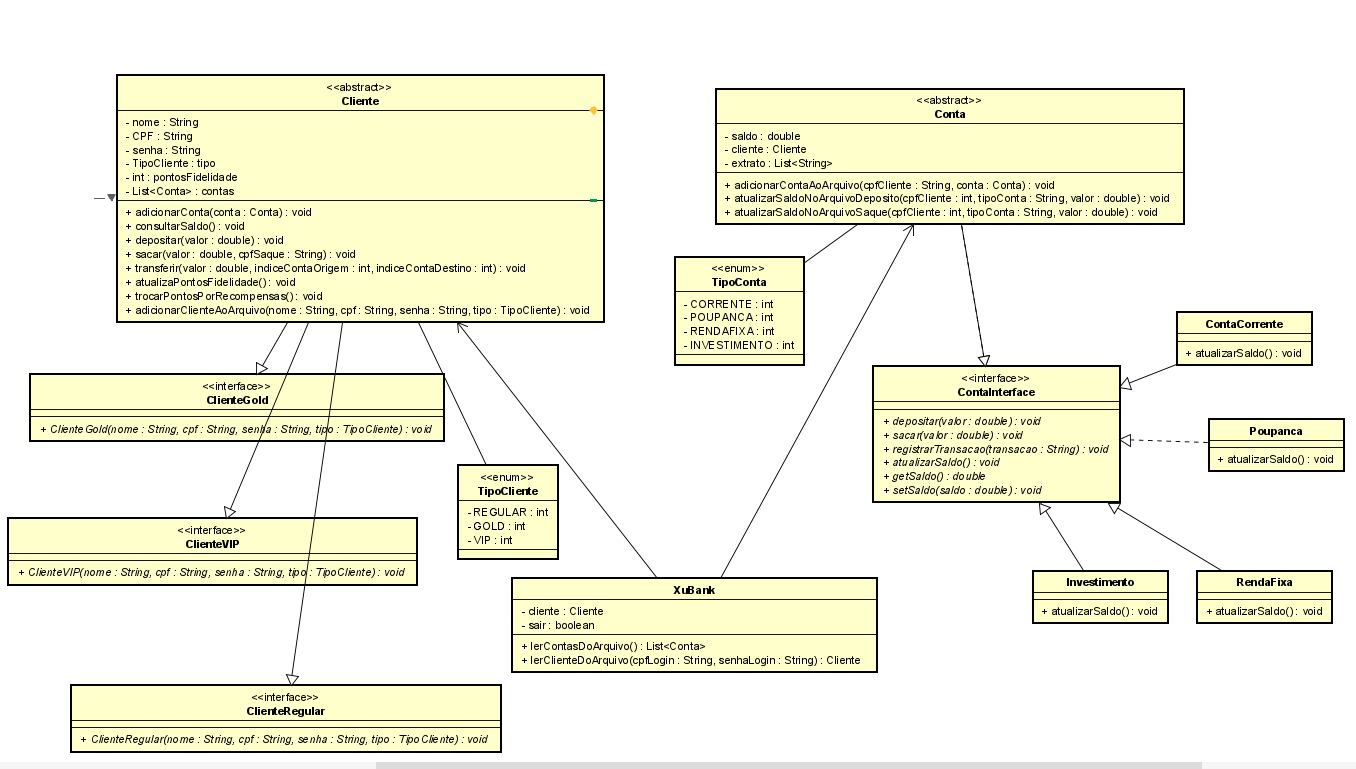 <<abstract>>
Cliente
- nome : String
- CPF : String
- senha : String
- TipoCliente : tipo
- int : pontosFidelidade
- List<Conta> : contas
+ adicionarConta(conta : Conta) : void
+ consultarSaldo() : void
+ depositar(valor : double) : void
+ sacar(valor : double, cpfSaque : String) : void
+ transferir(valor : double, indiceContaOrigem : int, indiceContaDestino : int) : void
+ atualizaPontosFidelidade() : void
+ trocarPontosPorRecompensas() : void
+ adicionarClienteAoArquivo(nome : String, cpf : String, senha : String, tipo : TipoCliente) : void
<<abstract>>
Conta
- saldo : double
- cliente : Cliente
- extrato : List<String>
+ adicionarContaAoArquivo(cpfCliente : String, conta : Conta) : void
+ atualizarSaldoNoArquivoDeposito(cpfCliente : int, tipoConta : String, valor : double) : void
+ atualizarSaldoNoArquivoSaque(cpfCliente : int, tipoConta : String, valor : double) : void
<<enum>>
TipoConta
- CORRENTE : int
- POUPANCA : int
- RENDAFIXA : int
- INVESTIMENTO : int
ContaCorrente
+ atualizarSaldo() : void
<<interface>>
ContaInterface
+ depositar(valor : double) : void
+ sacar(valor : double) : void
+ registrarTransacao(transacao : String) : void
+ atualizarSaldo() : void
+ getSaldo() : double
+ setSaldo(saldo : double) : void
Poupanca
+ atualizarSaldo() : void
<<interface>>
ClienteGold
+ ClienteGold(nome : String, cpf : String, senha : String, tipo : TipoCliente) : void
<<enum>>
TipoCliente
- REGULAR : int
- GOLD : int
- VIP : int
<<interface>>
ClienteVIP
+ ClienteVIP(nome : String, cpf : String, senha : String, tipo : TipoCliente) : void
XuBank
- cliente : Cliente
- sair : boolean
+ lerContasDoArquivo() : List<Conta>
+ lerClienteDoArquivo(cpfLogin : String, senhaLogin : String) : Cliente
Investimento
+ atualizarSaldo() : void
RendaFixa
+ atualizarSaldo() : void
<<interface>>
ClienteRegular
+ ClienteRegular(nome : String, cpf : String, senha : String, tipo : TipoCliente) : void